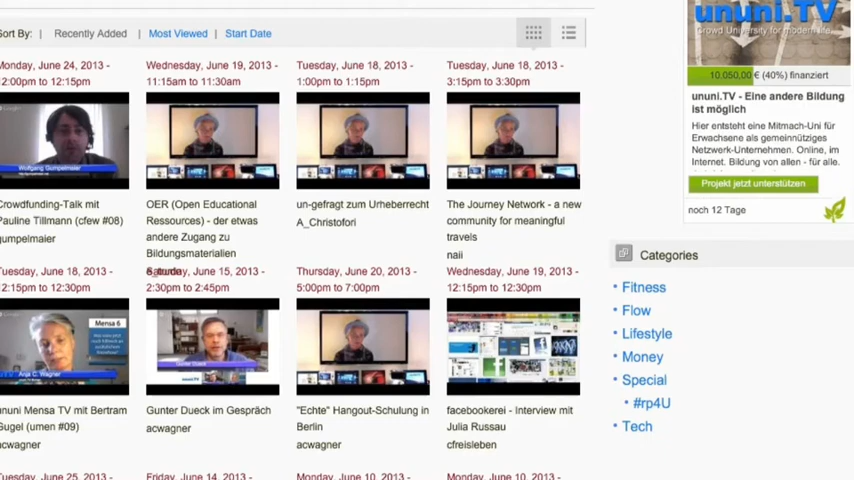 Sort By: | Recently Added | Most Viewed | Start Date
Monday, June 24, 2013 -
12:00pm to 12:15pm
Wolfgang Gumpelmaier
Crowdfunding-Talk mit
Pauline Tillmann (cfew #08)
gumpelmaier
Wednesday, June 19, 2013 -
11:15am to 11:30am
OER (Open Educational
Ressources) - der etwas
andere Zugang zu
Bildungsmaterialien
Tuesday, June 18, 2013 -
1:00pm to 1:15pm
un-gefragt zum Urheberrecht
A_Christofori
Tuesday, June 18, 2013 -
3:15pm to 3:30pm
The Journey Network - a new
community for meaningful
travels
naii
Tuesday, June 18, 2013 -
12:15pm to 12:30pm
Mensa 6
Anja C. Wagner
ununi Mensa TV mit Bertram
Gugel (umen #09)
acwagner
Saturday, June 15, 2013 -
2:30pm to 2:45pm
Gunter Dueck
Gunter Dueck im Gespräch
acwagner
Thursday, June 20, 2013 -
5:00pm to 7:00pm
"Echte" Hangout-Schulung in
Berlin
acwagner
Wednesday, June 19, 2013 -
12:15pm to 12:30pm
facebookerei - Interview mit
Julia Russau
cfreisleben
Tuesday, June 25, 2013 -
Friday, June 14, 2013 -
Monday, June 10, 2013 -
Monday, June 10, 2013 -
ununi.TV
Crowd University for modern life
10.050,00 € (40%) finanziert
ununi.TV - Eine andere Bildung
ist möglich
Hier entsteht eine Mitmach-Uni für
Erwachsene als gemeinnütziges
Netzwerk-Unternehmen. Online, im
Internet. Bildung von allen - für alle.
Projekt jetzt unterstützen
noch 12 Tage
Categories
Fitness
Flow
Lifestyle
Money
Special
#rp4U
Tech